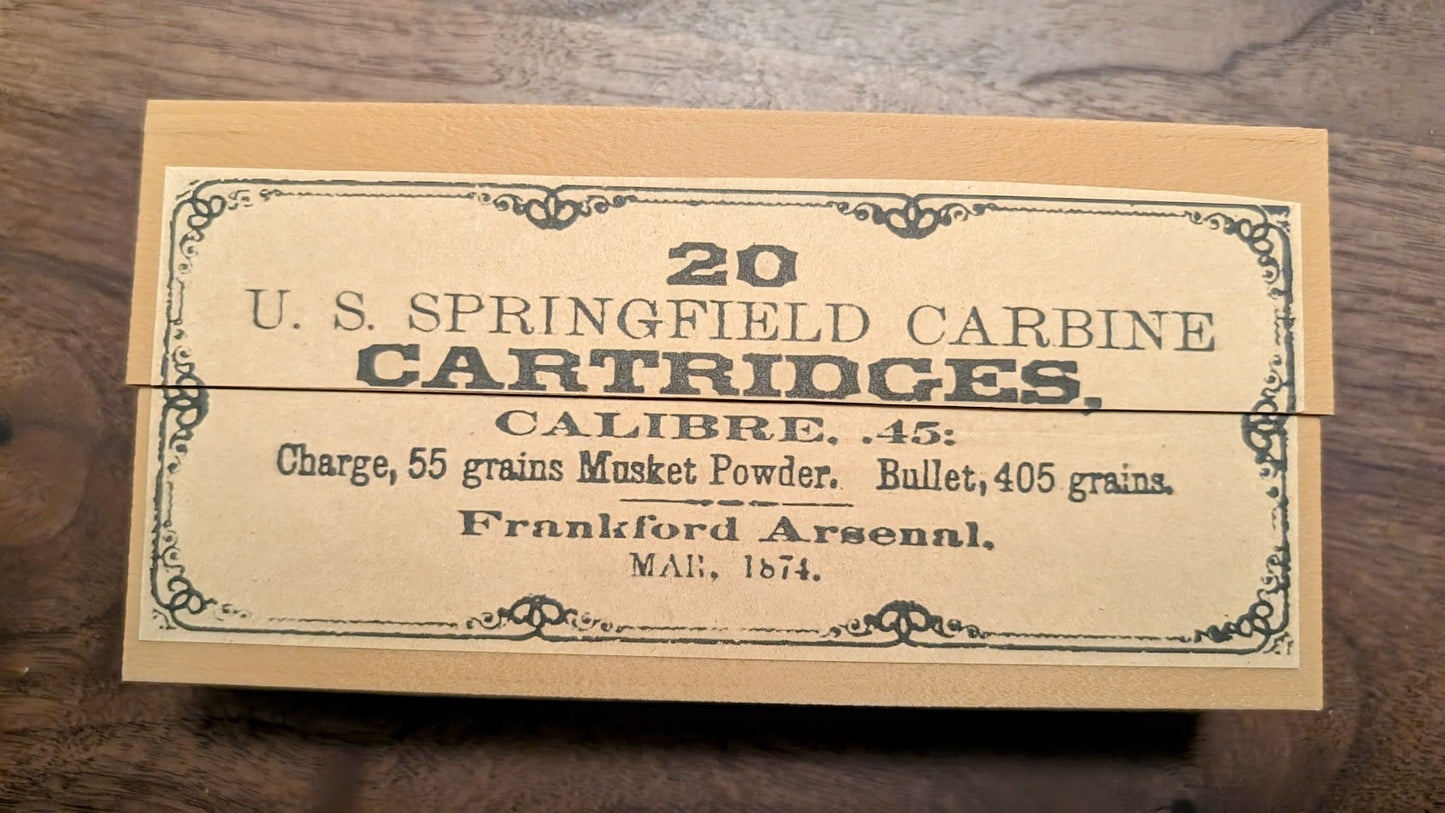 20
U. S. SPRINGFIELD CARBINE
CARTRIDGES,
CALIBRE. .45:
Charge, 55 grains Musket Powder. Bullet, 405 grains.
Frankford Arsenal,
MAR, 1874.